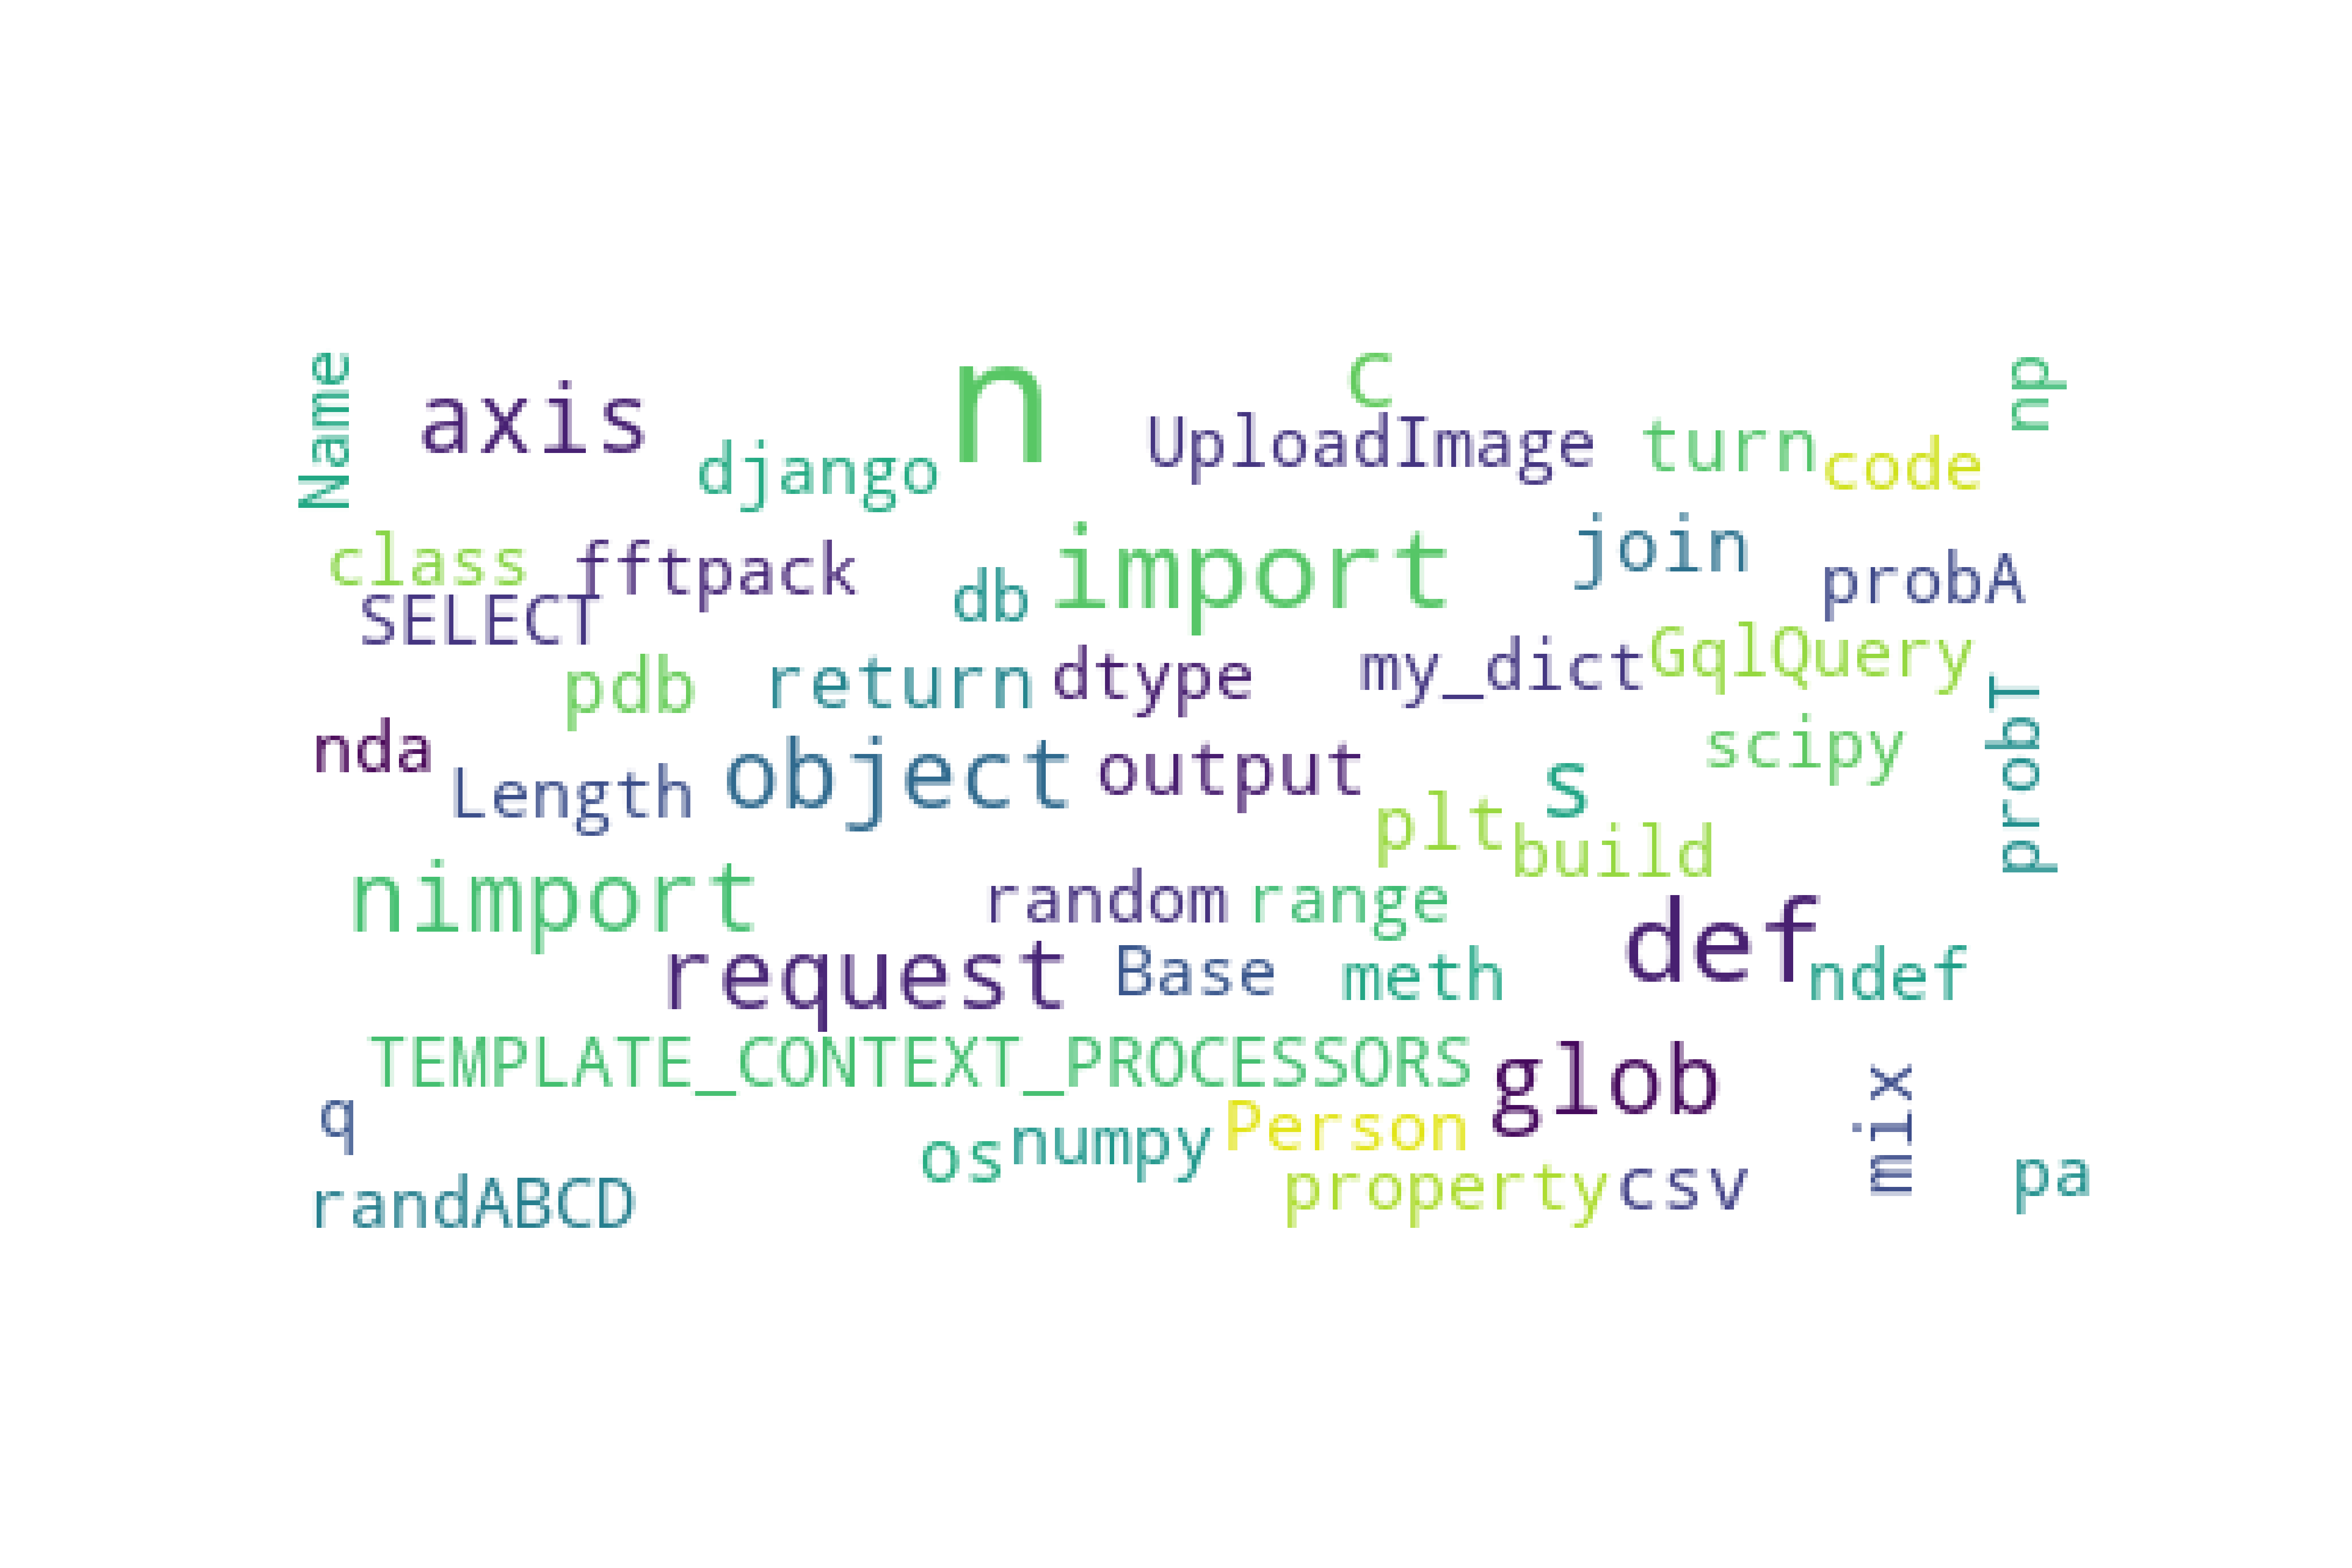 Name axis django n C UploadImage turn code np
class fftpack db import join probA
SELECT
pdb return dtype my_dict GqlQuery probT
nda Length object output s scipy
plt build
nimport random range
request Base meth def ndef
TEMPLATE_CONTEXT_PROCESSORS glob mix
q os numpy Person
randABCD property csv pa